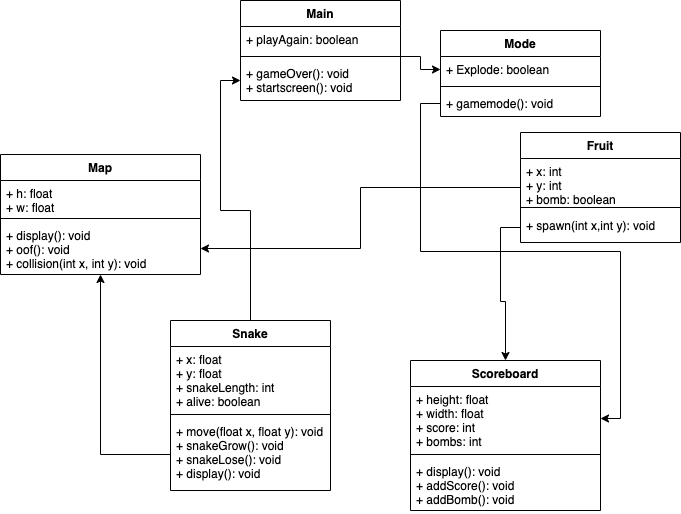 Main
+ playAgain: boolean
+ gameOver(): void
+ startscreen(): void
Mode
+ Explode: boolean
+ gamemode(): void
Fruit
+ x: int
+ y: int
+ bomb: boolean
+ spawn(int x,int y): void
Map
+ h: float
+ w: float
+ display(): void
+ oof(): void
+ collision(int x, int y): void
Snake
+ x: float
+ y: float
+ snakeLength: int
+ alive: boolean
+ move(float x, float y): void
+ snakeGrow(): void
+ snakeLose(): void
+ display(): void
Scoreboard
+ height: float
+ width: float
+ score: int
+ bombs: int
+ display(): void
+ addScore(): void
+ addBomb(): void